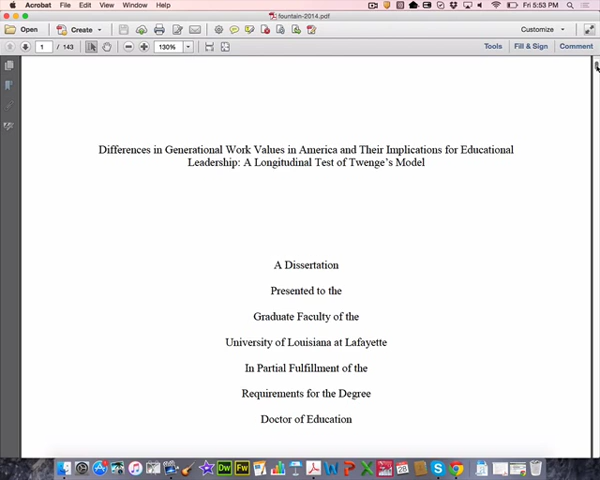 Acrobat File Edit View Window Help Fri 5:53 PM
fountain-2014.pdf
Open Create Customize
1 / 143 130% Tools Fill & Sign Comment
Differences in Generational Work Values in America and Their Implications for Educational
Leadership: A Longitudinal Test of Twenge's Model
A Dissertation
Presented to the
Graduate Faculty of the
University of Louisiana at Lafayette
In Partial Fulfillment of the
Requirements for the Degree
Doctor of Education
Dw Fw W P X 28 S